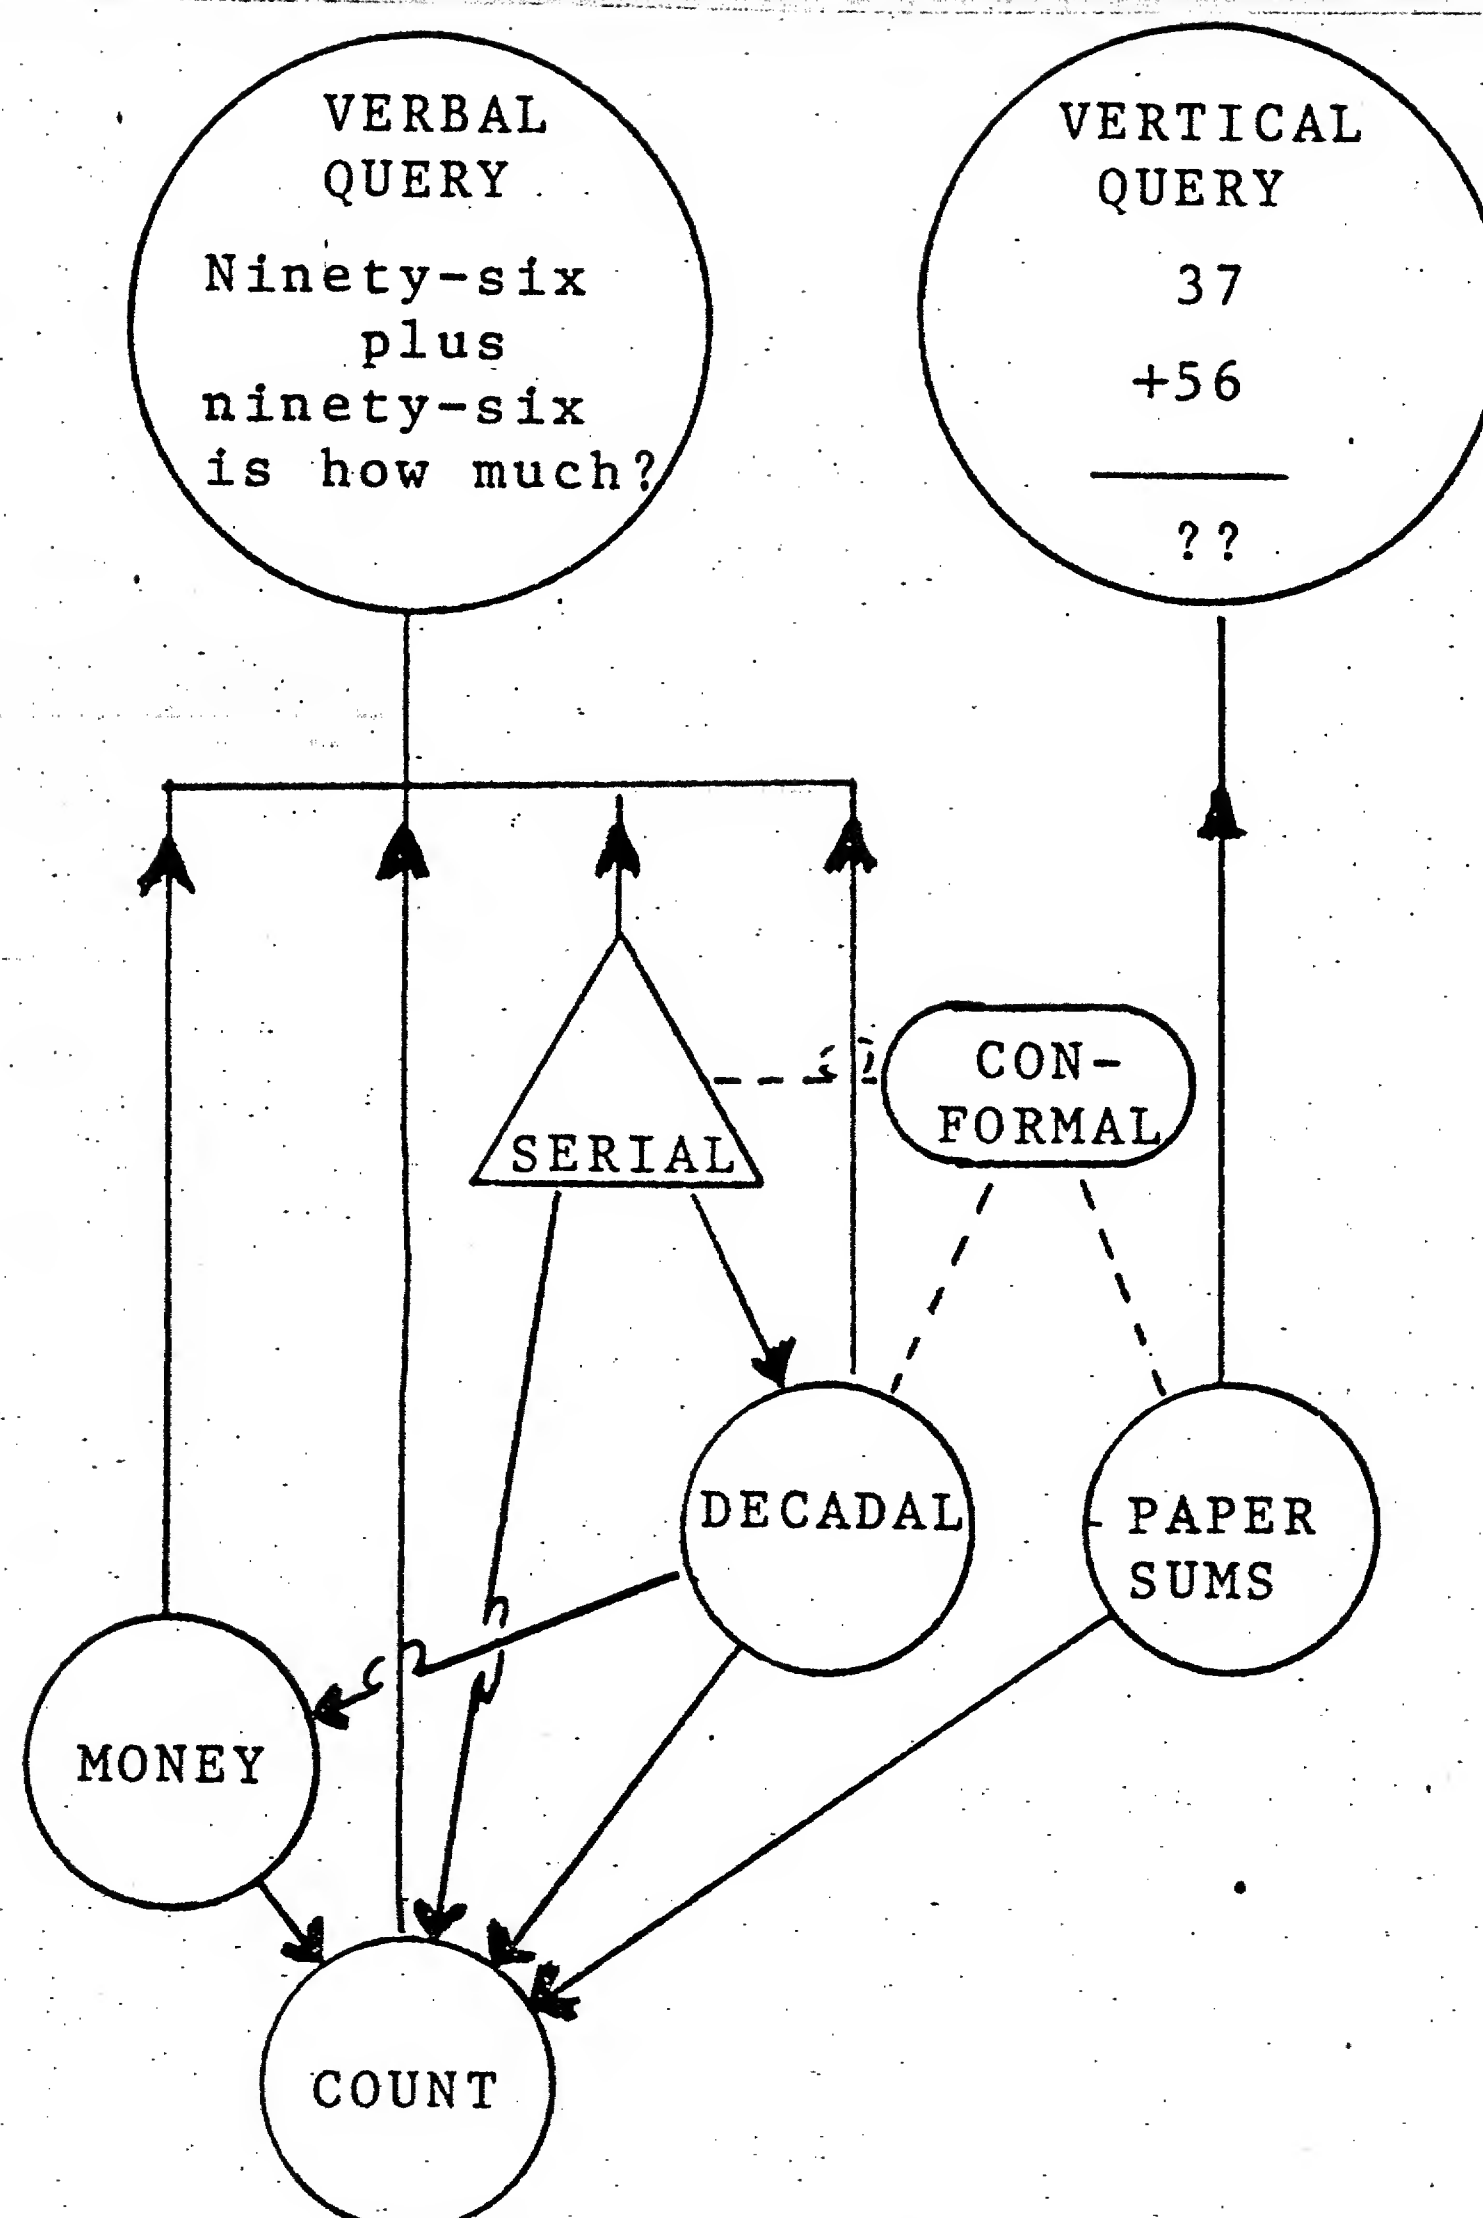 VERBAL
QUERY
Ninety-six
plus
ninety-six
is how much?
VERTICAL
QUERY
37
+56
??
CON-
FORMAL
SERIAL
DECADAL
PAPER
SUMS
MONEY
COUNT